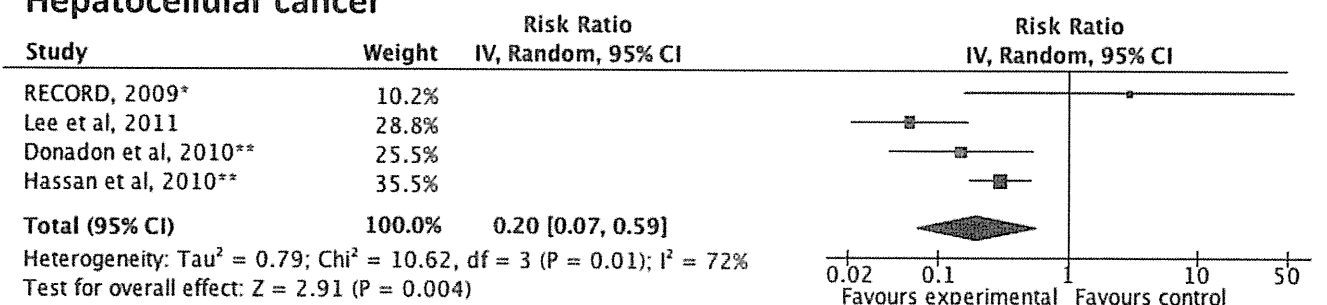 Hepatocellular cancer
Risk Ratio Risk Ratio
Study Weight IV, Random, 95% CI IV, Random, 95% CI
RECORD, 2009* 10.2%
Lee et al, 2011 28.8%
Donadon et al, 2010** 25.5%
Hassan et al, 2010** 35.5%
Total (95% CI) 100.0% 0.20 [0.07, 0.59]
Heterogeneity: Tau² = 0.79; Chi² = 10.62, df = 3 (P = 0.01); I² = 72%
Test for overall effect: Z = 2.91 (P = 0.004)
0.02 0.1 1 10 50
Favours experimental Favours control